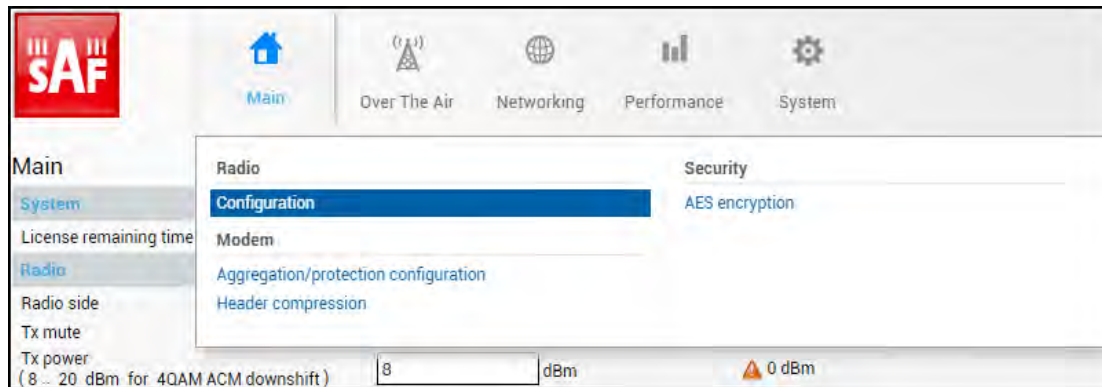 SAF
Main
Over The Air
Networking
Performance
System
Main
Radio
Security
System
Configuration
AES encryption
License remaining time
Modem
Radio
Aggregation/protection configuration
Radio side
Header compression
Tx mute
Tx power
( 8 .. 20 dBm for 4QAM ACM downshift )
8
dBm
0 dBm